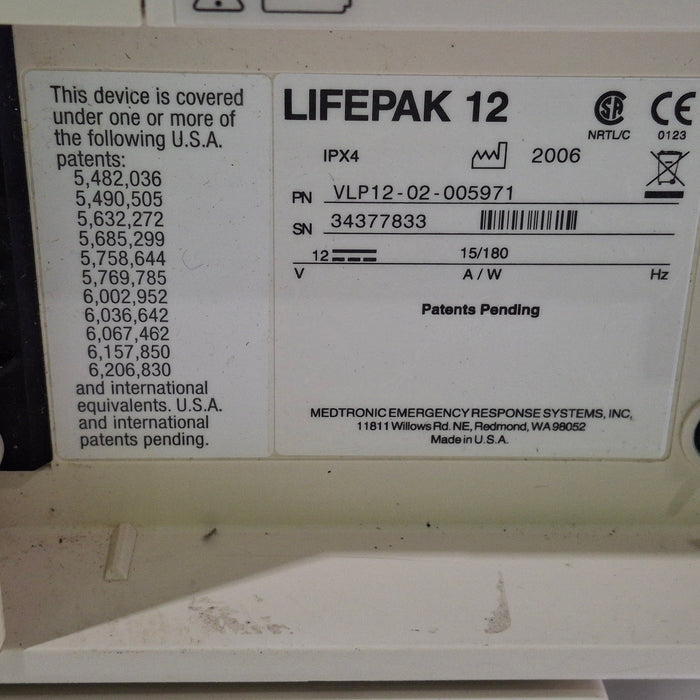 This device is covered
under one or more of
the following U.S.A.
patents:
5,482,036
5,490,505
5,632,272
5,685,299
5,758,644
5,769,785
6,002,952
6,036,642
6,067,462
6,157,850
6,206,830
and international
equivalents. U.S.A.
and international
patents pending.
LIFEPAK 12
SA
NRTL/C
CE
0123
IPX4
2006
PN VLP12-02-005971
SN 34377833
12 15/180
V A/W Hz
Patents Pending
MEDTRONIC EMERGENCY RESPONSE SYSTEMS, INC,
11811 Willows Rd. NE, Redmond, WA 98052
Made in U.S.A.